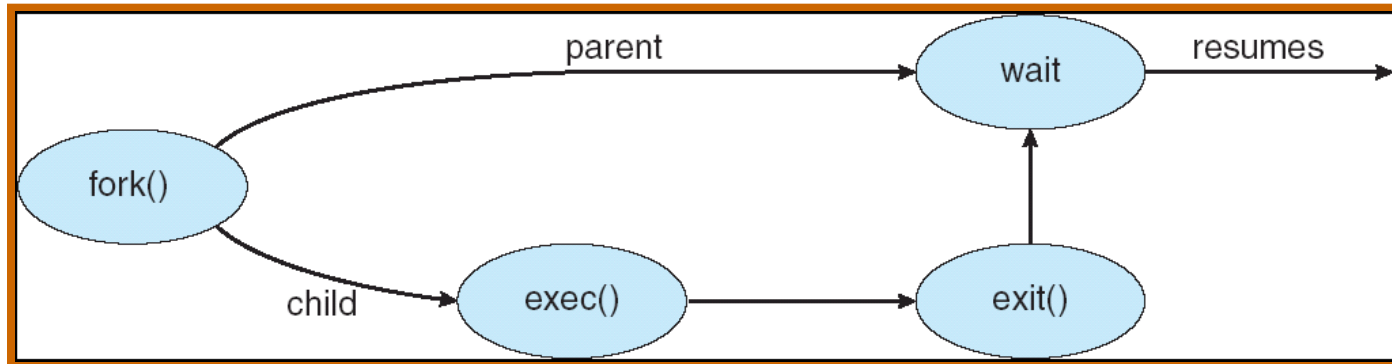 parent
wait
resumes
fork()
child
exec()
exit()